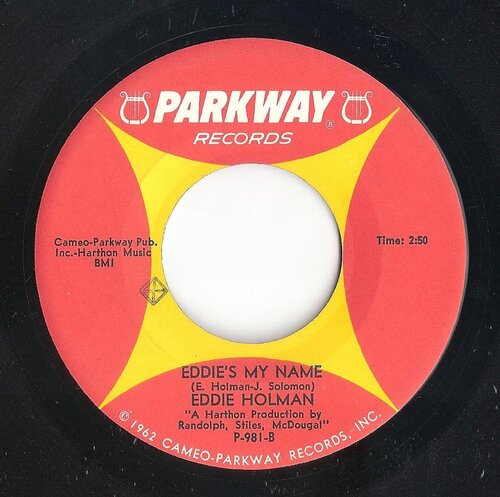 PARKWAY
®
RECORDS
Cameo-Parkway Pub.
Inc.-Harthon Music
BMI
Time: 2:50
EDDIE'S MY NAME
(E. Holman-J. Solomon)
EDDIE HOLMAN
"A Harthon Production by
Randolph, Stiles, McDougal"
P-981-B
© 1962 CAMEO-PARKWAY RECORDS, INC.